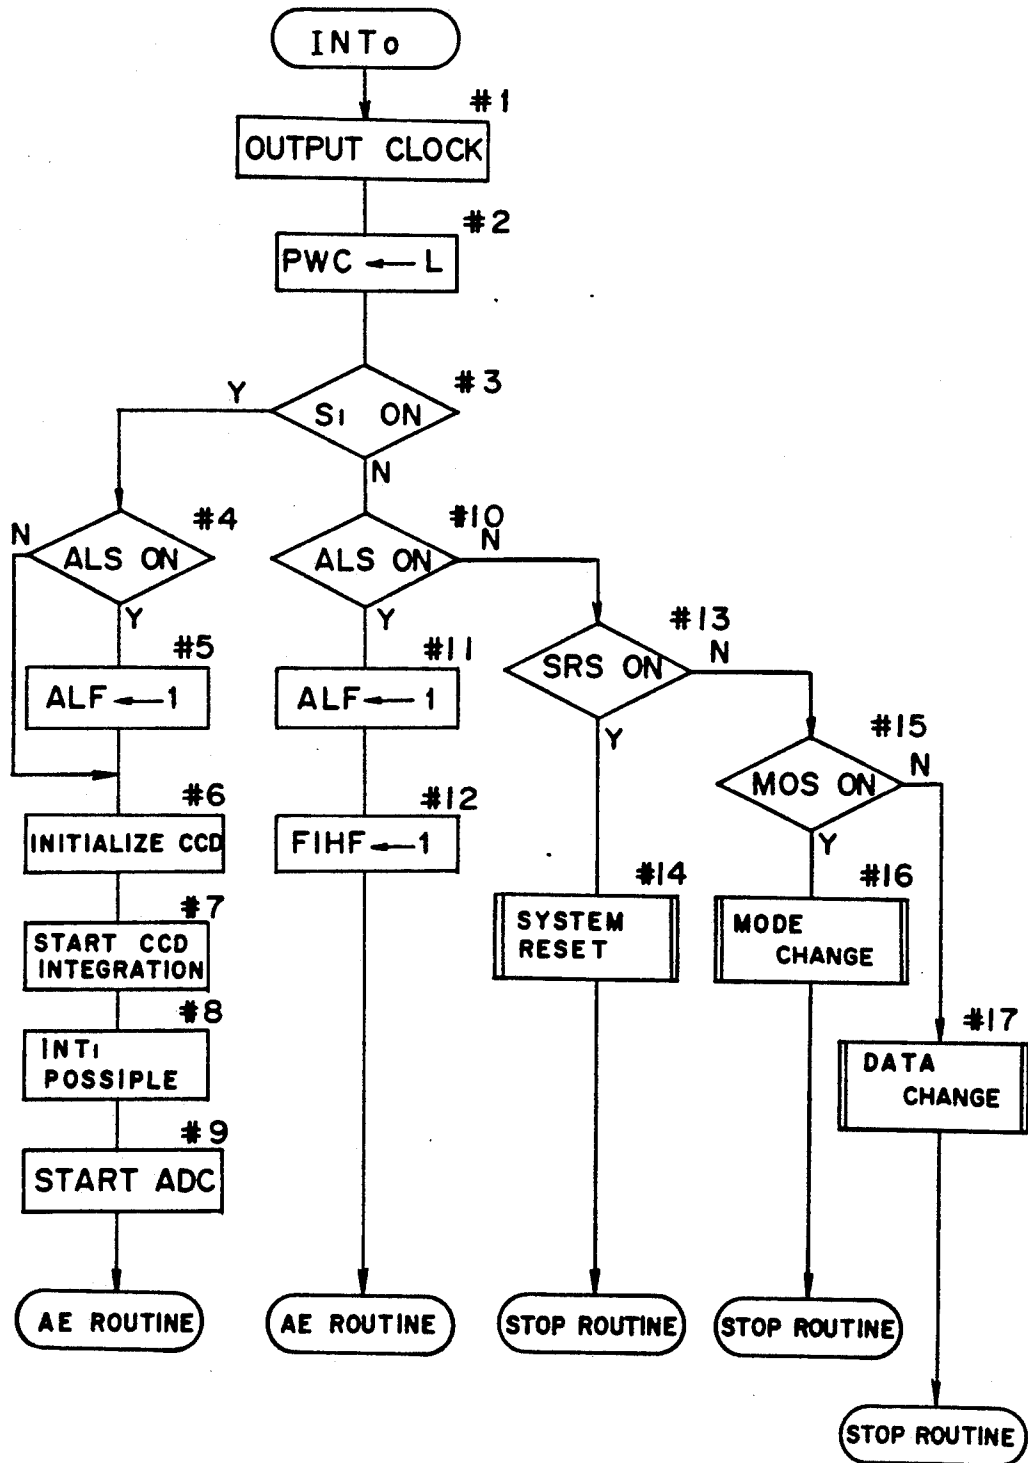 INT0
#1
OUTPUT CLOCK
#2
PWC ← L
#3
Y
S1 ON
N
#4
N
ALS ON
Y
#10
N
ALS ON
Y
#5
ALF ← 1
#11
ALF ← 1
#13
SRS ON
N
Y
#15
MOS ON
N
Y
#6
INITIALIZE CCD
#12
FIHF ← 1
#7
START CCD
INTEGRATION
#14
SYSTEM
RESET
#16
MODE
CHANGE
#8
INT1
POSSIPLE
#17
DATA
CHANGE
#9
START ADC
AE ROUTINE
AE ROUTINE
STOP ROUTINE
STOP ROUTINE
STOP ROUTINE